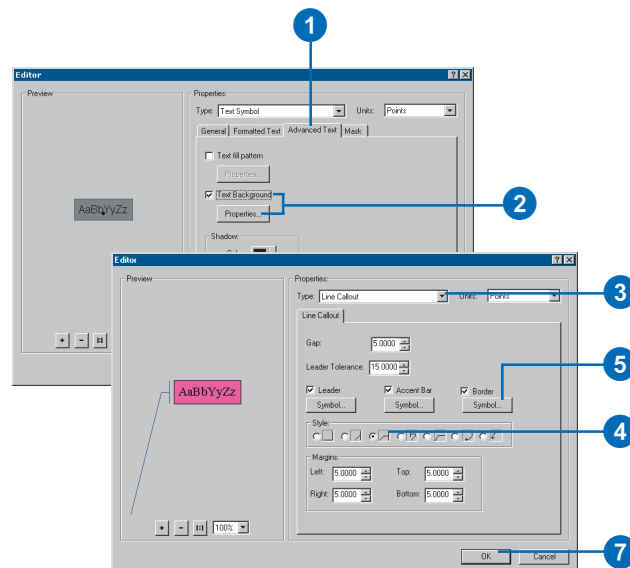 1
Editor
Preview
Properties:
Type: Text Symbol
Units: Points
General
Formatted Text
Advanced Text
Mask
Text fill pattern
Properties...
Text Background
Properties...
Shadow
AaBbYyZz
2
Editor
Preview
Properties:
Type: Line Callout
Units: Points
3
Line Callout
Gap: 5.0000
Leader Tolerance: 15.0000
5
Leader
Accent Bar
Border
Symbol...
Symbol...
Symbol...
AaBbYyZz
Style:
4
Margins:
Left: 5.0000
Top: 5.0000
Right: 5.0000
Bottom: 5.0000
100%
OK
Cancel
7